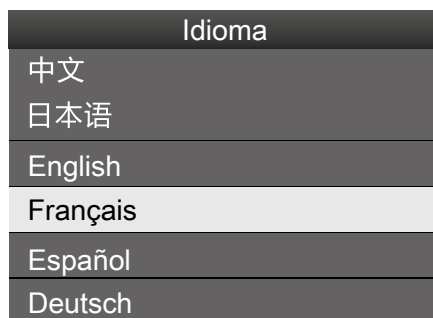 Idioma
中文
日本语
English
Français
Español
Deutsch